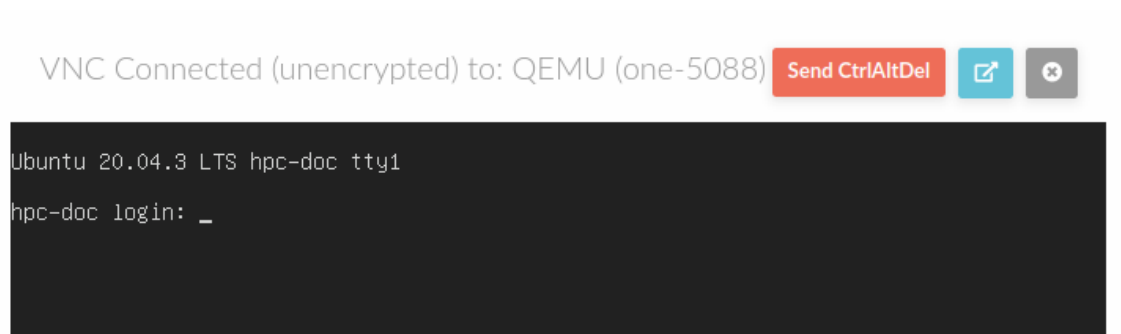 VNC Connected (unencrypted) to: QEMU (one-5088) Send CtrlAltDel
Ubuntu 20.04.3 LTS hpc-doc tty1
hpc-doc login: _